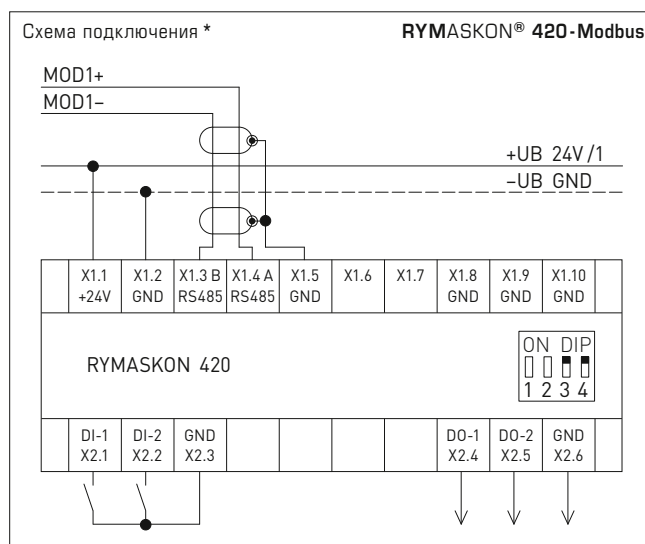 Схема подключения *
RYMASKON® 420-Modbus
MOD1+
MOD1–
+UB 24V/1
–UB GND
X1.1 X1.2 X1.3 B X1.4 A X1.5 X1.6 X1.7 X1.8 X1.9 X1.10
+24V GND RS485 RS485 GND GND GND GND
RYMASKON 420
ON DIP
1 2 3 4
DI-1 DI-2 GND DO-1 DO-2 GND
X2.1 X2.2 X2.3 X2.4 X2.5 X2.6